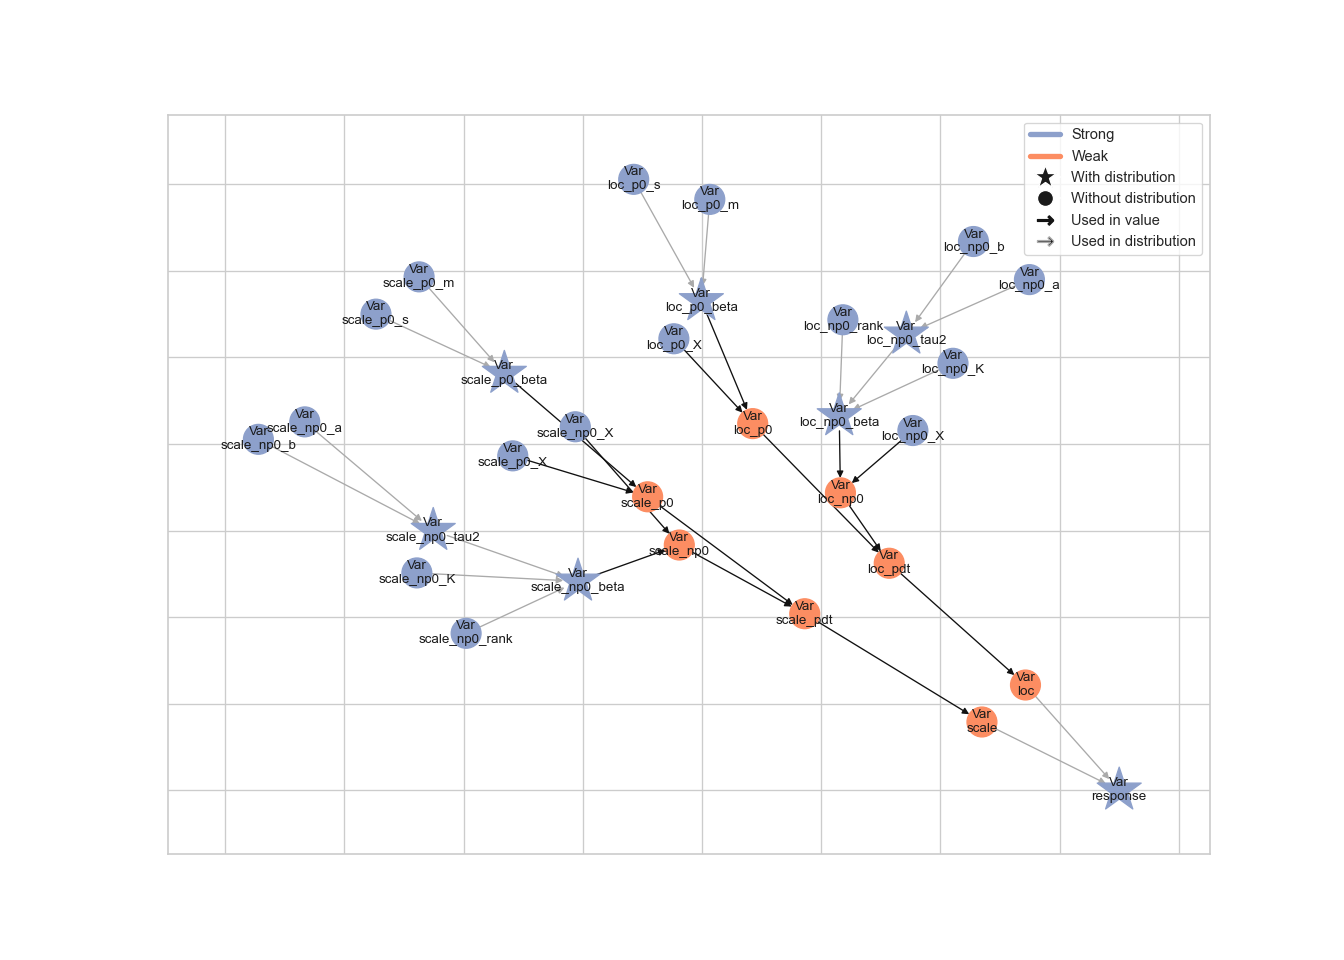 Strong
Weak
With distribution
Without distribution
Used in value
Used in distribution
Var
loc_p0_s
Var
loc_p0_m
Var
loc_np0_b
Var
scale_p0_m
Var
loc_np0_a
Var
loc_p0_beta
Var
scale_p0_s
Var
loc_np0_rank
Var
loc_np0_tau2
Var
loc_p0_X
Var
loc_np0_K
Var
scale_p0_beta
Var
loc_np0_beta
Var
scale_np0_a
Var
loc_p0
Var
scale_np0_X
Var
loc_np0_X
Var
scale_np0_b
Var
scale_p0_X
Var
loc_np0
Var
scale_p0
Var
scale_np0_tau2
Var
scale_np0
Var
loc_pdt
Var
scale_np0_K
Var
scale_np0_beta
Var
scale_pdt
Var
scale_np0_rank
Var
loc
Var
scale
Var
response